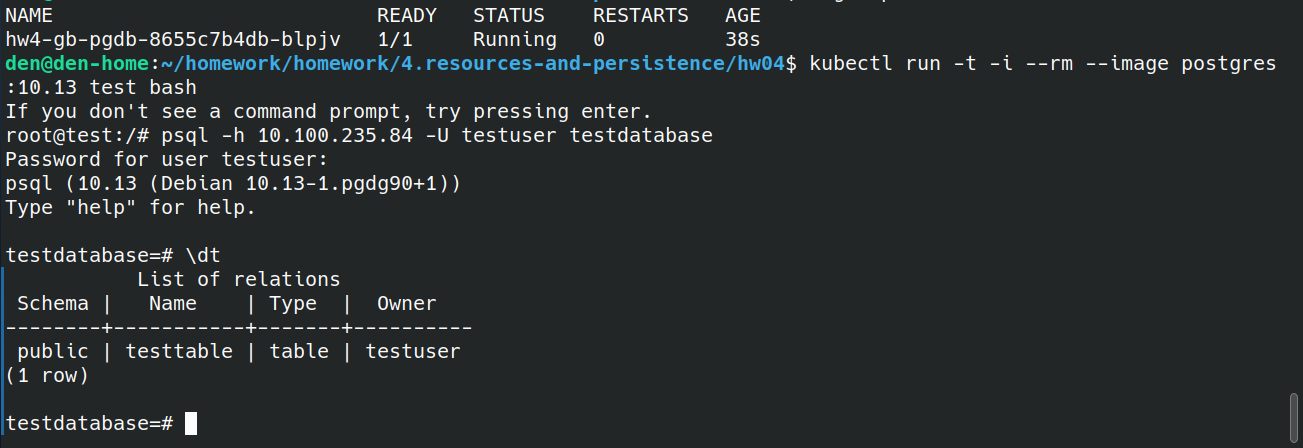 NAME                           READY   STATUS    RESTARTS   AGE
hw4-gb-pgdb-8655c7b4db-blpjv   1/1     Running   0          38s
den@den-home:~/homework/homework/4.resources-and-persistence/hw04$ kubectl run -t -i --rm --image postgres
:10.13 test bash
If you don't see a command prompt, try pressing enter.
root@test:/# psql -h 10.100.235.84 -U testuser testdatabase
Password for user testuser:
psql (10.13 (Debian 10.13-1.pgdg90+1))
Type "help" for help.

testdatabase=# \dt
           List of relations
 Schema |   Name    | Type  |  Owner
--------+-----------+-------+----------
 public | testtable | table | testuser
(1 row)

testdatabase=#